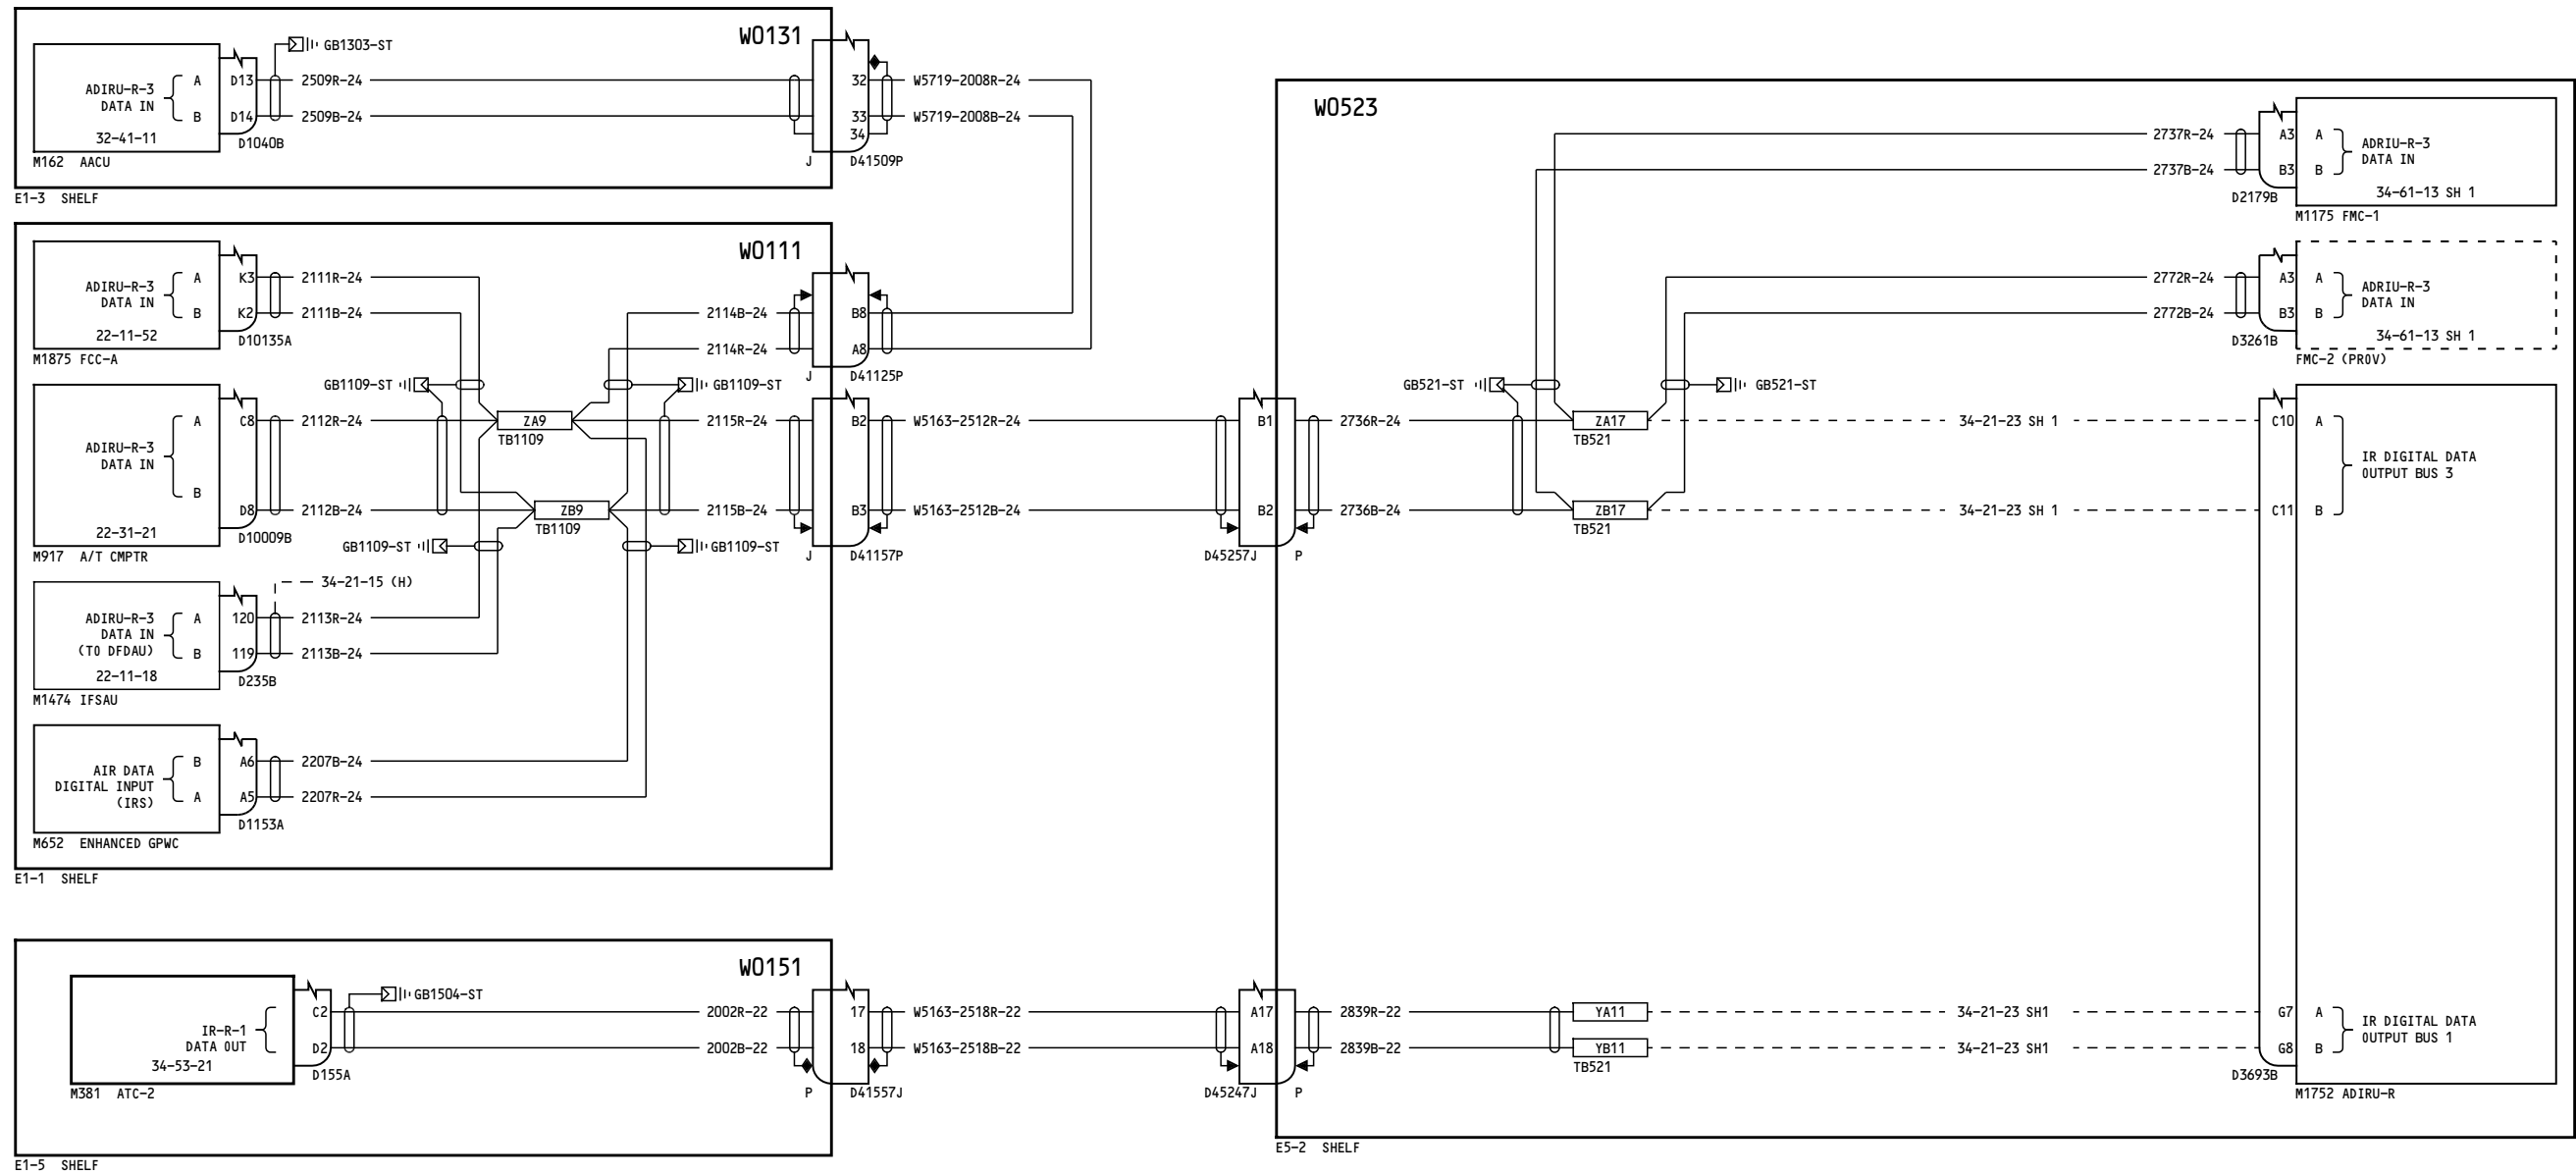 WO131
GB1303-ST
ADIRU-R-3
DATA IN
A
B
32-41-11
M162 AACU
D13
D14
D1040B
2509R-24
2509B-24
J
32
33
34
D41509P
W5719-2008R-24
W5719-2008B-24
E1-3 SHELF
WO111
ADIRU-R-3
DATA IN
A
B
22-11-52
M1875 FCC-A
K3
K2
D10135A
2111R-24
2111B-24
2114B-24
2114R-24
B8
A8
J
D41125P
GB1109-ST
GB1109-ST
ADIRU-R-3
DATA IN
A
B
22-31-21
M917 A/T CMPTR
C8
D8
D10009B
2112R-24
2112B-24
ZA9
TB1109
ZB9
TB1109
2115R-24
2115B-24
B2
B3
J
D41157P
W5163-2512R-24
W5163-2512B-24
GB1109-ST
GB1109-ST
34-21-15 (H)
ADIRU-R-3
DATA IN
(TO DFDAU)
A
B
22-11-18
M1474 IFSAU
120
119
D235B
2113R-24
2113B-24
AIR DATA
DIGITAL INPUT
(IRS)
B
A
M652 ENHANCED GPWC
A6
A5
D1153A
2207B-24
2207R-24
E1-1 SHELF
WO151
IR-R-1
DATA OUT
34-53-21
M381 ATC-2
C2
D2
D155A
GB1504-ST
2002R-22
2002B-22
P
17
18
D41557J
W5163-2518R-22
W5163-2518B-22
E1-5 SHELF
WO523
2737R-24
2737B-24
A3
B3
D2179B
A
B
ADRIU-R-3
DATA IN
34-61-13 SH 1
M1175 FMC-1
2772R-24
2772B-24
A3
B3
D3261B
A
B
ADRIU-R-3
DATA IN
34-61-13 SH 1
FMC-2 (PROV)
GB521-ST
GB521-ST
B1
B2
D45257J
P
2736R-24
2736B-24
ZA17
TB521
ZB17
TB521
34-21-23 SH 1
34-21-23 SH 1
C10
C11
A
B
IR DIGITAL DATA
OUTPUT BUS 3
A17
A18
D45247J
P
2839R-22
2839B-22
YA11
YB11
TB521
34-21-23 SH1
34-21-23 SH1
G7
G8
D3693B
A
B
IR DIGITAL DATA
OUTPUT BUS 1
M1752 ADIRU-R
E5-2 SHELF